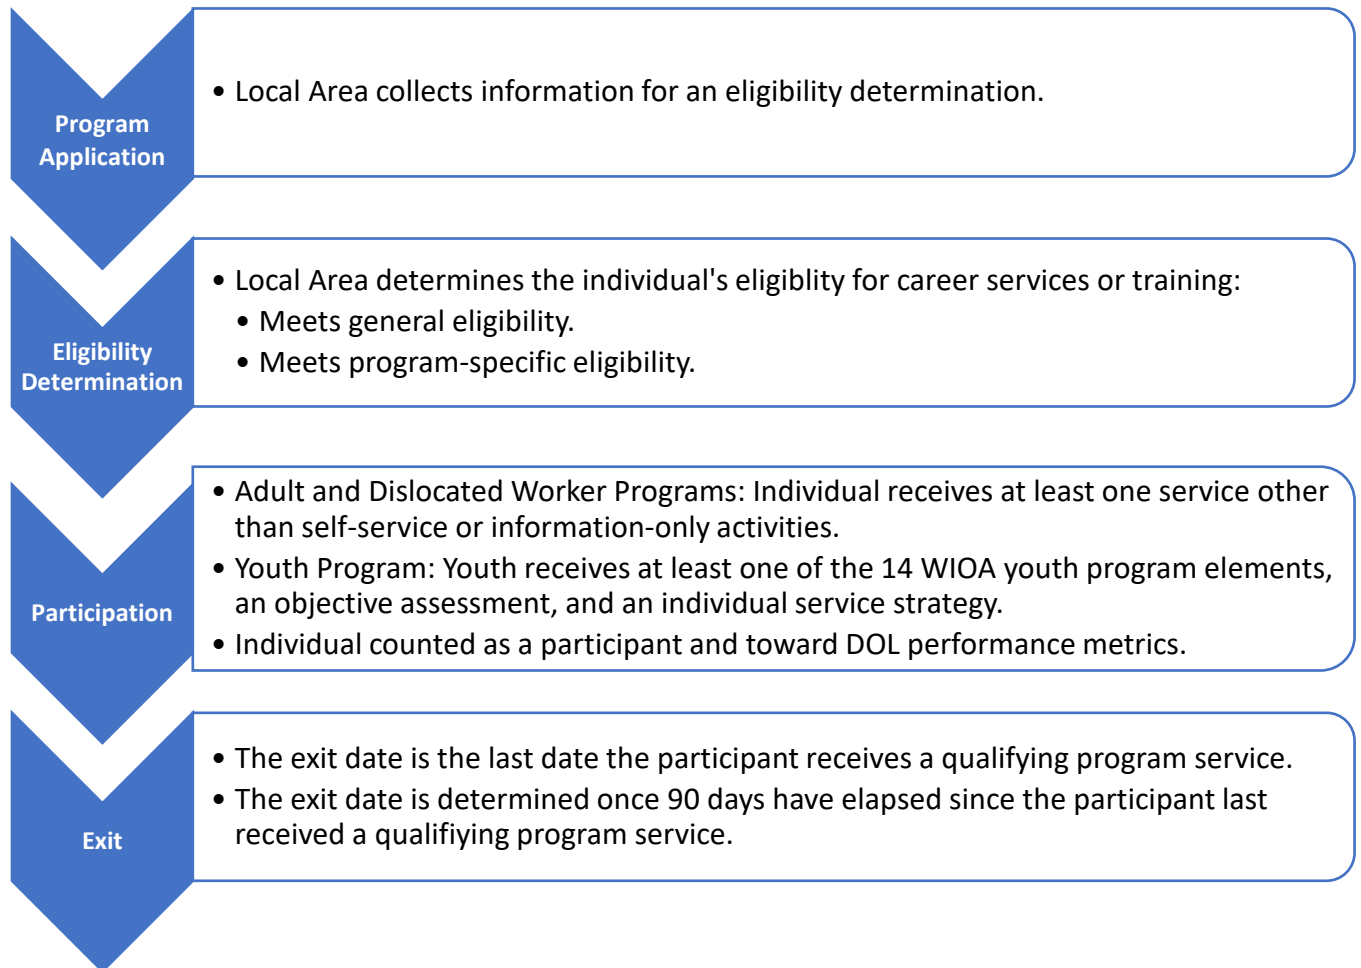 Program
Application
• Local Area collects information for an eligibility determination.
Eligibility
Determination
• Local Area determines the individual's eligiblity for career services or training:
• Meets general eligibility.
• Meets program-specific eligibility.
Participation
• Adult and Dislocated Worker Programs: Individual receives at least one service other
than self-service or information-only activities.
• Youth Program: Youth receives at least one of the 14 WIOA youth program elements,
an objective assessment, and an individual service strategy.
• Individual counted as a participant and toward DOL performance metrics.
Exit
• The exit date is the last date the participant receives a qualifying program service.
• The exit date is determined once 90 days have elapsed since the participant last
received a qualifiying program service.